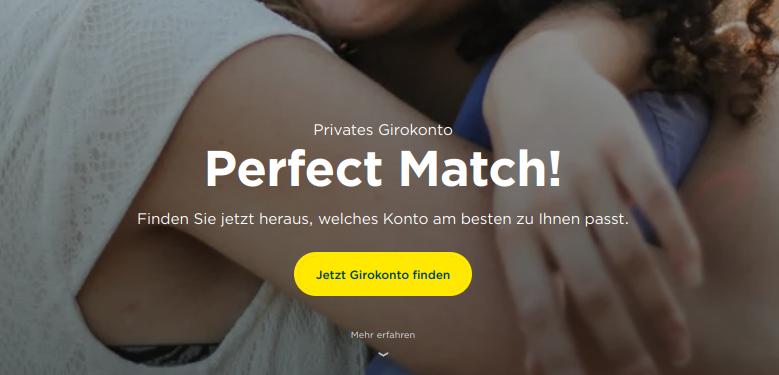 Privates Girokonto
Perfect Match!
Finden Sie jetzt heraus, welches Konto am besten zu Ihnen passt.
Jetzt Girokonto finden
Mehr erfahren